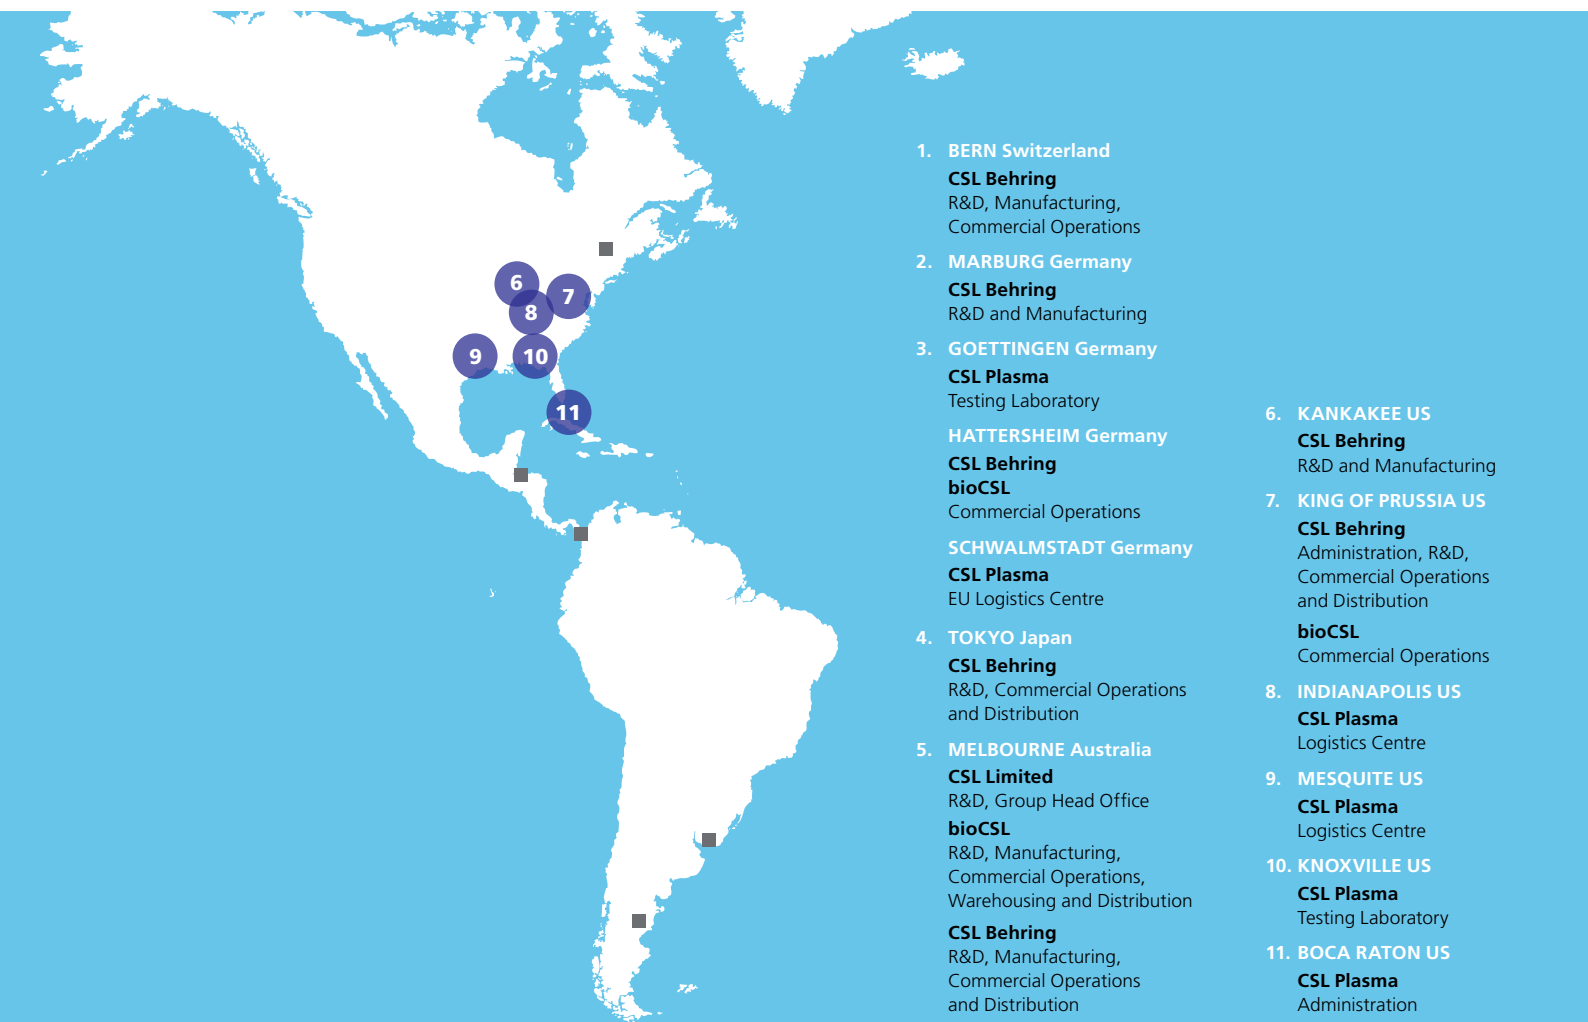 6
7
8
9
10
11
1. BERN Switzerland
CSL Behring
R&D, Manufacturing,
Commercial Operations
2. MARBURG Germany
CSL Behring
R&D and Manufacturing
3. GOETTINGEN Germany
CSL Plasma
Testing Laboratory
HATTERSHEIM Germany
CSL Behring
bioCSL
Commercial Operations
SCHWALMSTADT Germany
CSL Plasma
EU Logistics Centre
4. TOKYO Japan
CSL Behring
R&D, Commercial Operations
and Distribution
5. MELBOURNE Australia
CSL Limited
R&D, Group Head Office
bioCSL
R&D, Manufacturing,
Commercial Operations,
Warehousing and Distribution
CSL Behring
R&D, Manufacturing,
Commercial Operations
and Distribution
6. KANKAKEE US
CSL Behring
R&D and Manufacturing
7. KING OF PRUSSIA US
CSL Behring
Administration, R&D,
Commercial Operations
and Distribution
bioCSL
Commercial Operations
8. INDIANAPOLIS US
CSL Plasma
Logistics Centre
9. MESQUITE US
CSL Plasma
Logistics Centre
10. KNOXVILLE US
CSL Plasma
Testing Laboratory
11. BOCA RATON US
CSL Plasma
Administration